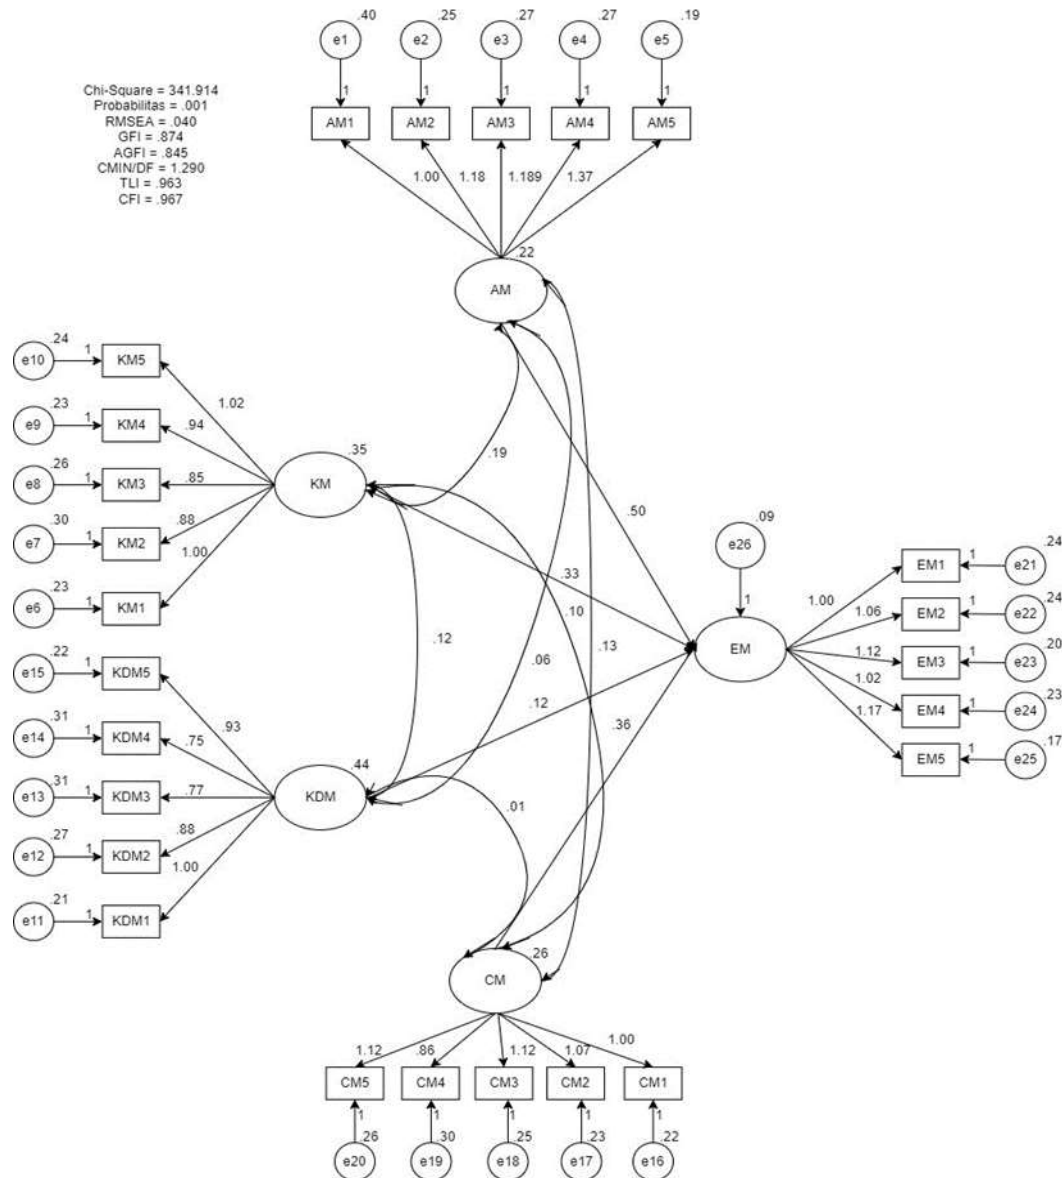 .40 .25 .27 .27 .19
e1 e2 e3 e4 e5
1 1 1 1 1
AM1 AM2 AM3 AM4 AM5
Chi-Square = 341.914
Probabilitas = .001
RMSEA = .040
GFI = .874
AGFI = .845
CMIN/DF = 1.290
TLI = .963
CFI = .967
1.00 1.18 1.189 1.37
.22
AM
.24
e10 1 KM5
1.02
.23
e9 1 KM4 .94
.26 .35
e8 1 KM3 .85 KM
.19
.30
e7 1 KM2 .88
1.00
.23
e6 1 KM1
.50
.09
e26
1
.33
.10
.12
.13
.06
.12
.36
EM
.24
1.00 EM1 1 e21
.24
1.06 EM2 1 e22
.20
1.12 EM3 1 e23
.23
1.02 EM4 1 e24
.17
1.17 EM5 1 e25
.22
e15 1 KDM5
.93
.31
e14 1 KDM4 .75
.31 .44
e13 1 KDM3 .77 KDM
.01
.27
e12 1 KDM2 .88
1.00
.21
e11 1 KDM1
.26
CM
1.12 .86 1.12 1.07 1.00
CM5 CM4 CM3 CM2 CM1
1 1 1 1 1
.26 .30 .25 .23 .22
e20 e19 e18 e17 e16